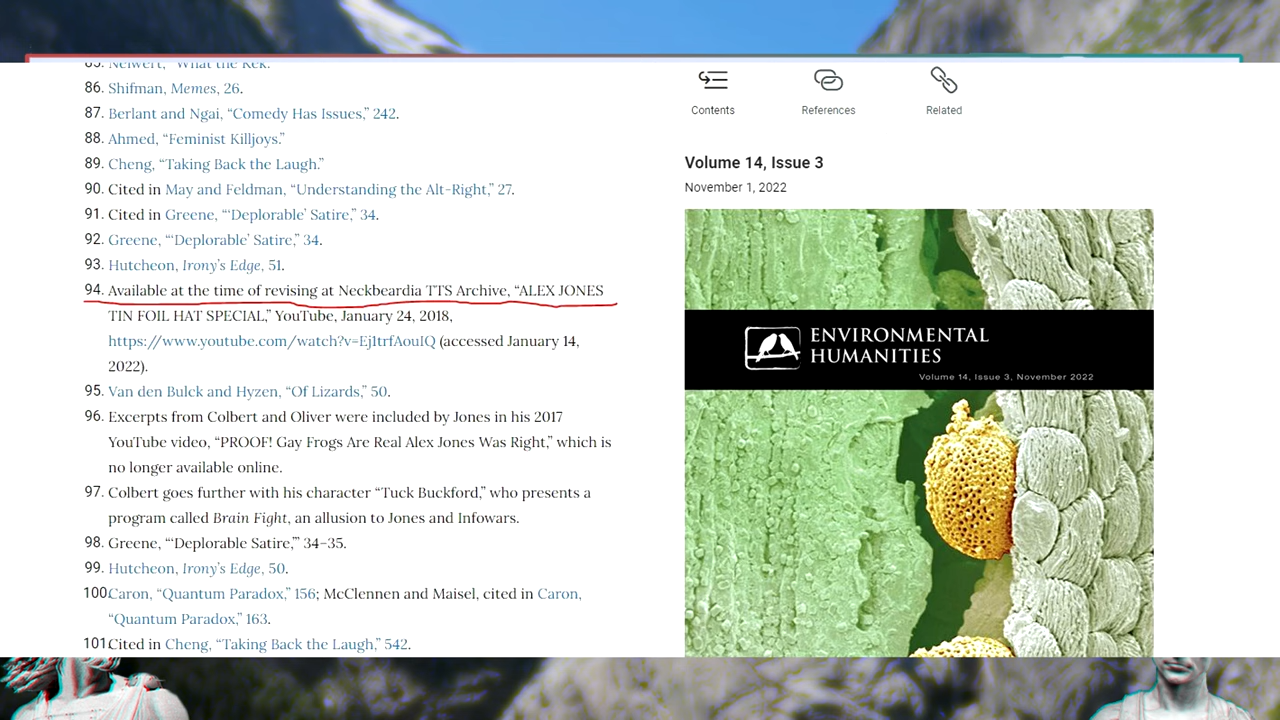 85. Neiwert, “What the Kek.”
86. Shifman, Memes, 26.
87. Berlant and Ngai, “Comedy Has Issues,” 242.
88. Ahmed, “Feminist Killjoys.”
89. Cheng, “Taking Back the Laugh.”
90. Cited in May and Feldman, “Understanding the Alt-Right,” 27.
91. Cited in Greene, “‘Deplorable’ Satire,” 34.
92. Greene, “‘Deplorable’ Satire,” 34.
93. Hutcheon, Irony’s Edge, 51.
94. Available at the time of revising at Neckbeardia TTS Archive, “ALEX JONES
TIN FOIL HAT SPECIAL,” YouTube, January 24, 2018,
https://www.youtube.com/watch?v=Ej1trfAouIQ (accessed January 14,
2022).
95. Van den Bulck and Hyzen, “Of Lizards,” 50.
96. Excerpts from Colbert and Oliver were included by Jones in his 2017
YouTube video, “PROOF! Gay Frogs Are Real Alex Jones Was Right,” which is
no longer available online.
97. Colbert goes further with his character “Tuck Buckford,” who presents a
program called Brain Fight, an allusion to Jones and Infowars.
98. Greene, “‘Deplorable Satire,’” 34–35.
99. Hutcheon, Irony’s Edge, 50.
100. Caron, “Quantum Paradox,” 156; McClennen and Maisel, cited in Caron,
“Quantum Paradox,” 163.
101. Cited in Cheng, “Taking Back the Laugh,” 542.
Contents
References
Related
Volume 14, Issue 3
November 1, 2022
ENVIRONMENTAL
HUMANITIES
Volume 14, Issue 3, November 2022